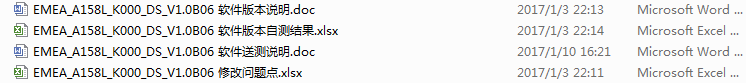 EMEA_A158L_K000_DS_V1.0B06 软件版本说明.doc 2017/1/3 22:13 Microsoft Word ...
EMEA_A158L_K000_DS_V1.0B06 软件版本自测结果.xlsx 2017/1/3 22:14 Microsoft Excel ...
EMEA_A158L_K000_DS_V1.0B06 软件送测说明.doc 2017/1/10 16:21 Microsoft Word ...
EMEA_A158L_K000_DS_V1.0B06 修改问题点.xlsx 2017/1/3 22:11 Microsoft Excel ...